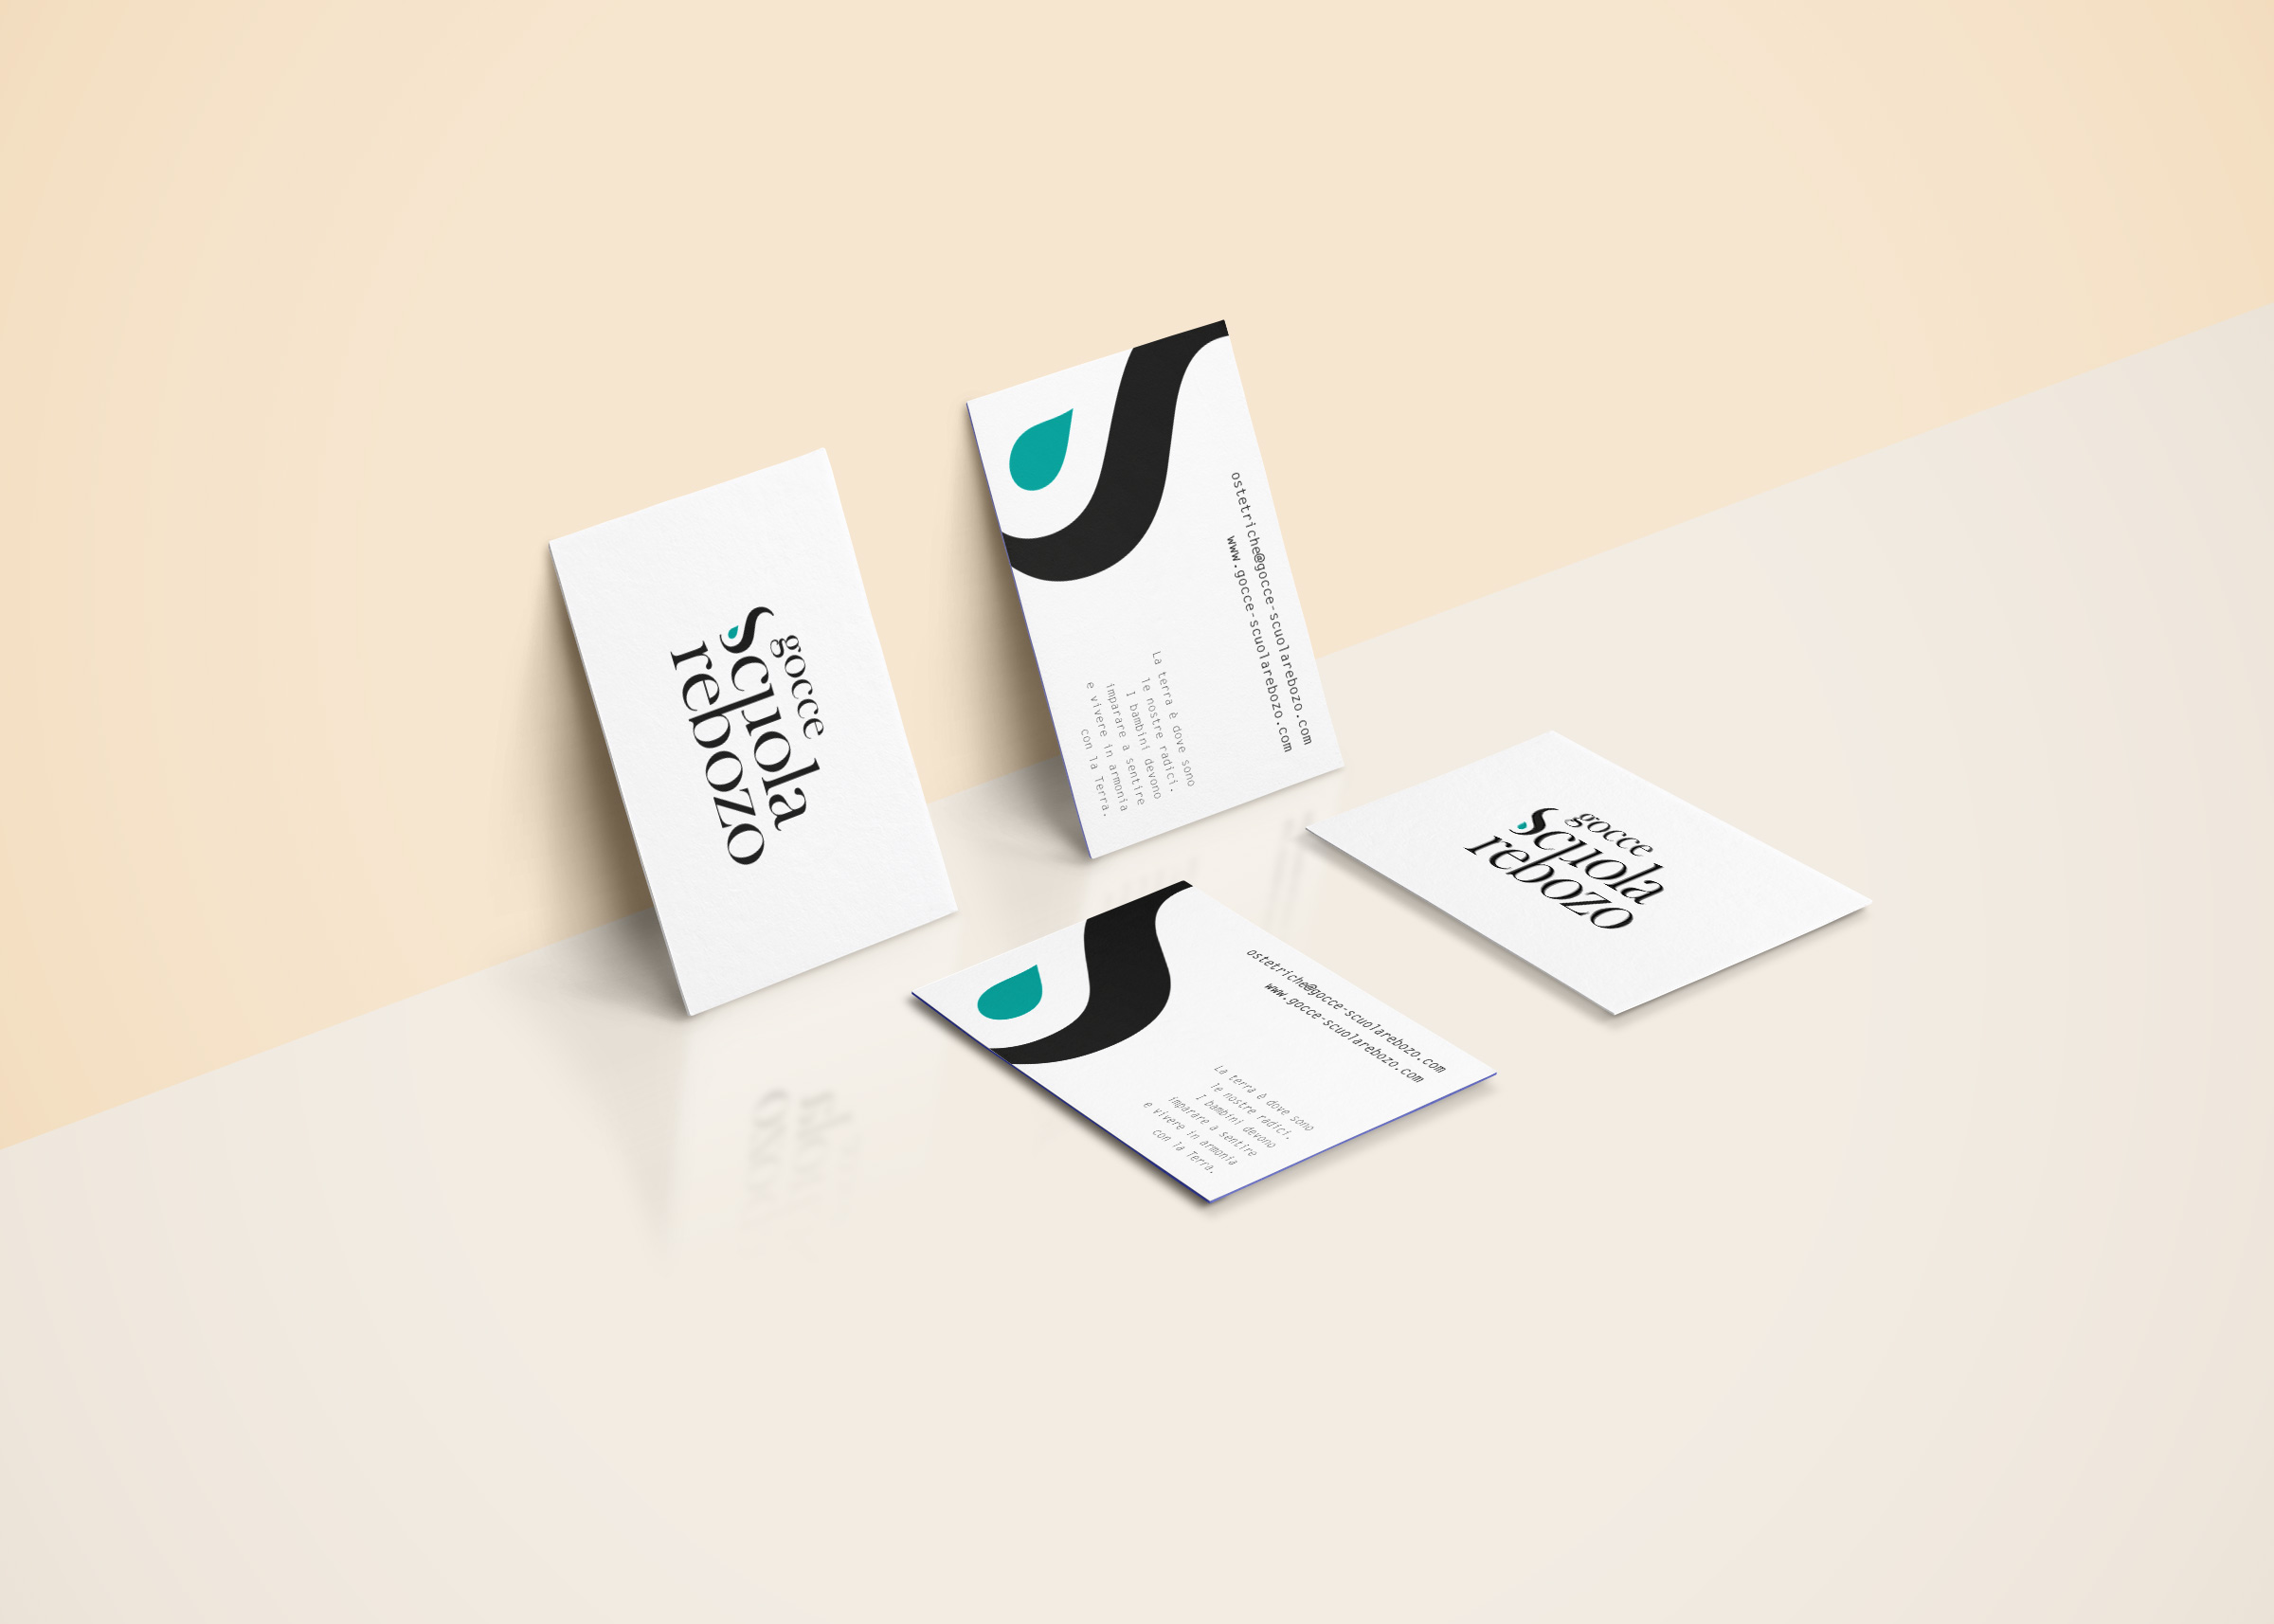 gocce
scuola
rebozo
ostetriche@gocce-scuolarebozo.com
www.gocce-scuolarebozo.com
La terra è dove sono
le nostre radici.
I bambini devono
imparare a sentire
e vivere in armonia
con la Terra.
gocce
scuola
rebozo
ostetriche@gocce-scuolarebozo.com
www.gocce-scuolarebozo.com
La terra è dove sono
le nostre radici.
I bambini devono
imparare a sentire
e vivere in armonia
con la Terra.